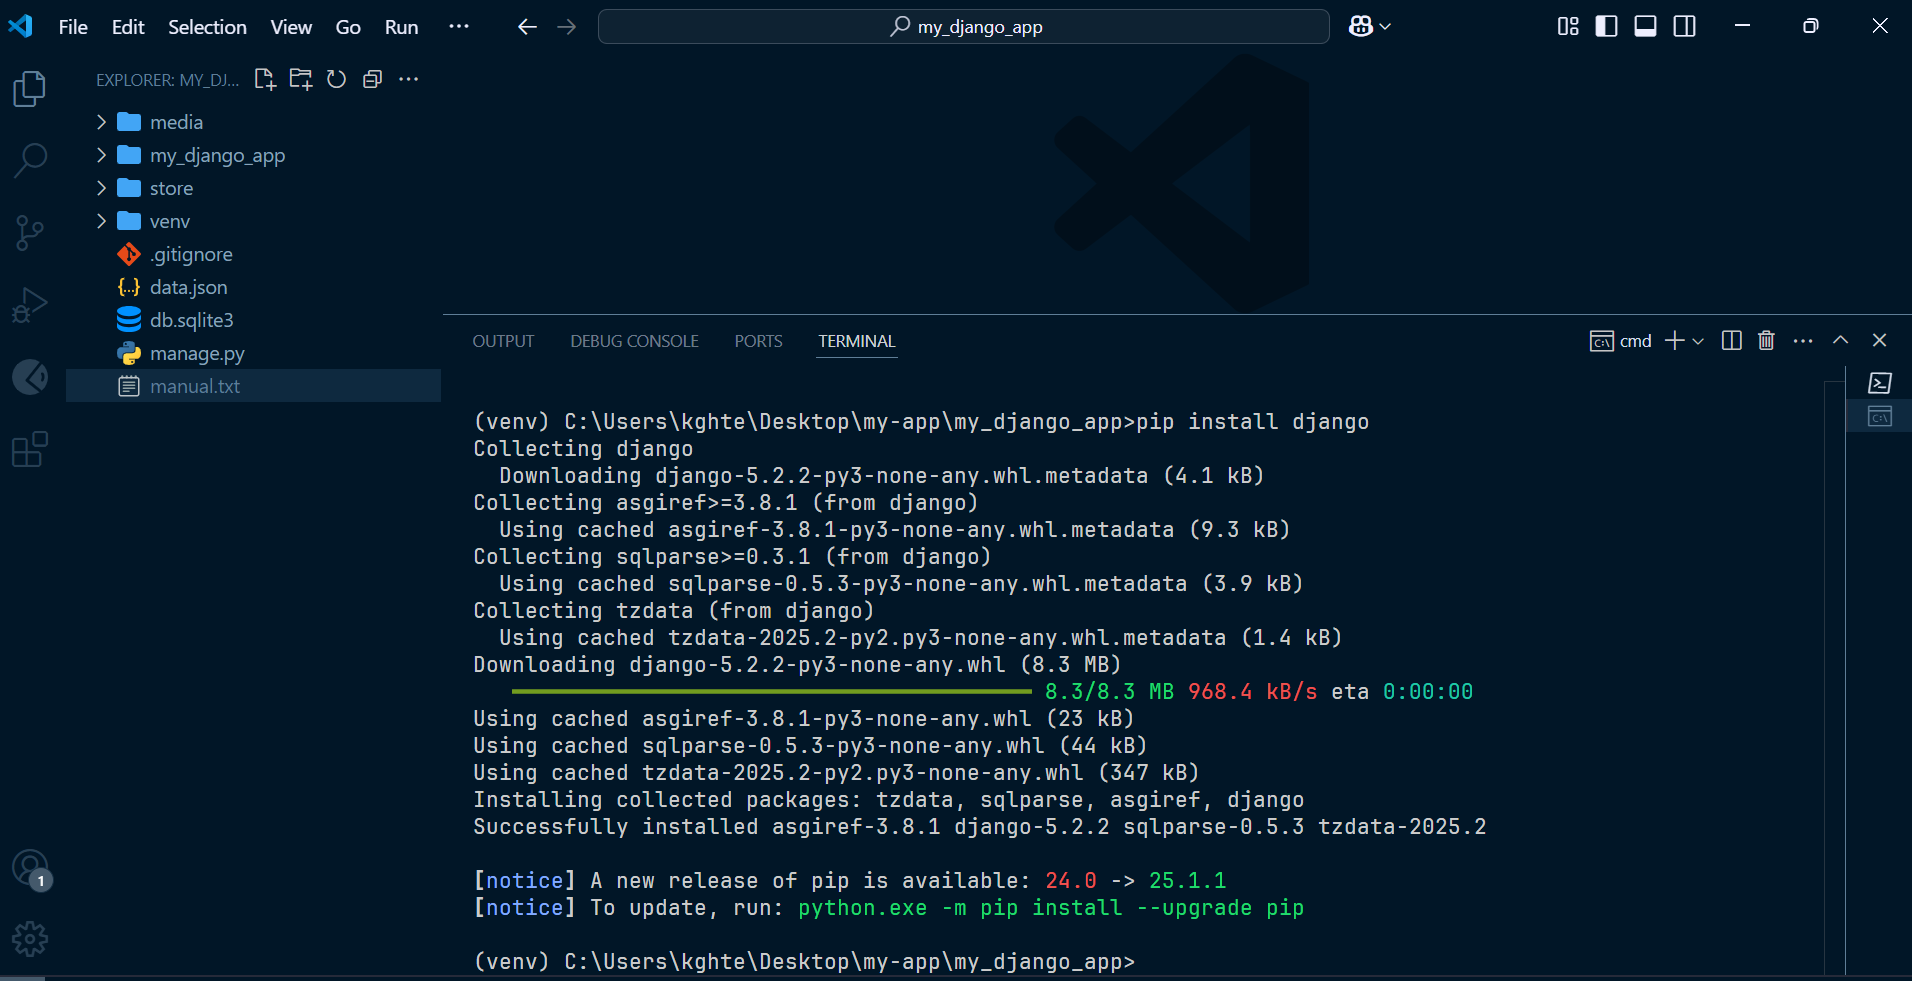 File Edit Selection View Go Run ···
my_django_app
EXPLORER: MY_DJ...
media
my_django_app
store
venv
.gitignore
data.json
db.sqlite3
manage.py
manual.txt
1
OUTPUT DEBUG CONSOLE PORTS TERMINAL
cmd
(venv) C:\Users\kghte\Desktop\my-app\my_django_app>pip install django
Collecting django
  Downloading django-5.2.2-py3-none-any.whl.metadata (4.1 kB)
Collecting asgiref>=3.8.1 (from django)
  Using cached asgiref-3.8.1-py3-none-any.whl.metadata (9.3 kB)
Collecting sqlparse>=0.3.1 (from django)
  Using cached sqlparse-0.5.3-py3-none-any.whl.metadata (3.9 kB)
Collecting tzdata (from django)
  Using cached tzdata-2025.2-py2.py3-none-any.whl.metadata (1.4 kB)
Downloading django-5.2.2-py3-none-any.whl (8.3 MB)
8.3/8.3 MB 968.4 kB/s eta 0:00:00
Using cached asgiref-3.8.1-py3-none-any.whl (23 kB)
Using cached sqlparse-0.5.3-py3-none-any.whl (44 kB)
Using cached tzdata-2025.2-py2.py3-none-any.whl (347 kB)
Installing collected packages: tzdata, sqlparse, asgiref, django
Successfully installed asgiref-3.8.1 django-5.2.2 sqlparse-0.5.3 tzdata-2025.2
[notice] A new release of pip is available: 24.0 -> 25.1.1
[notice] To update, run: python.exe -m pip install --upgrade pip
(venv) C:\Users\kghte\Desktop\my-app\my_django_app>